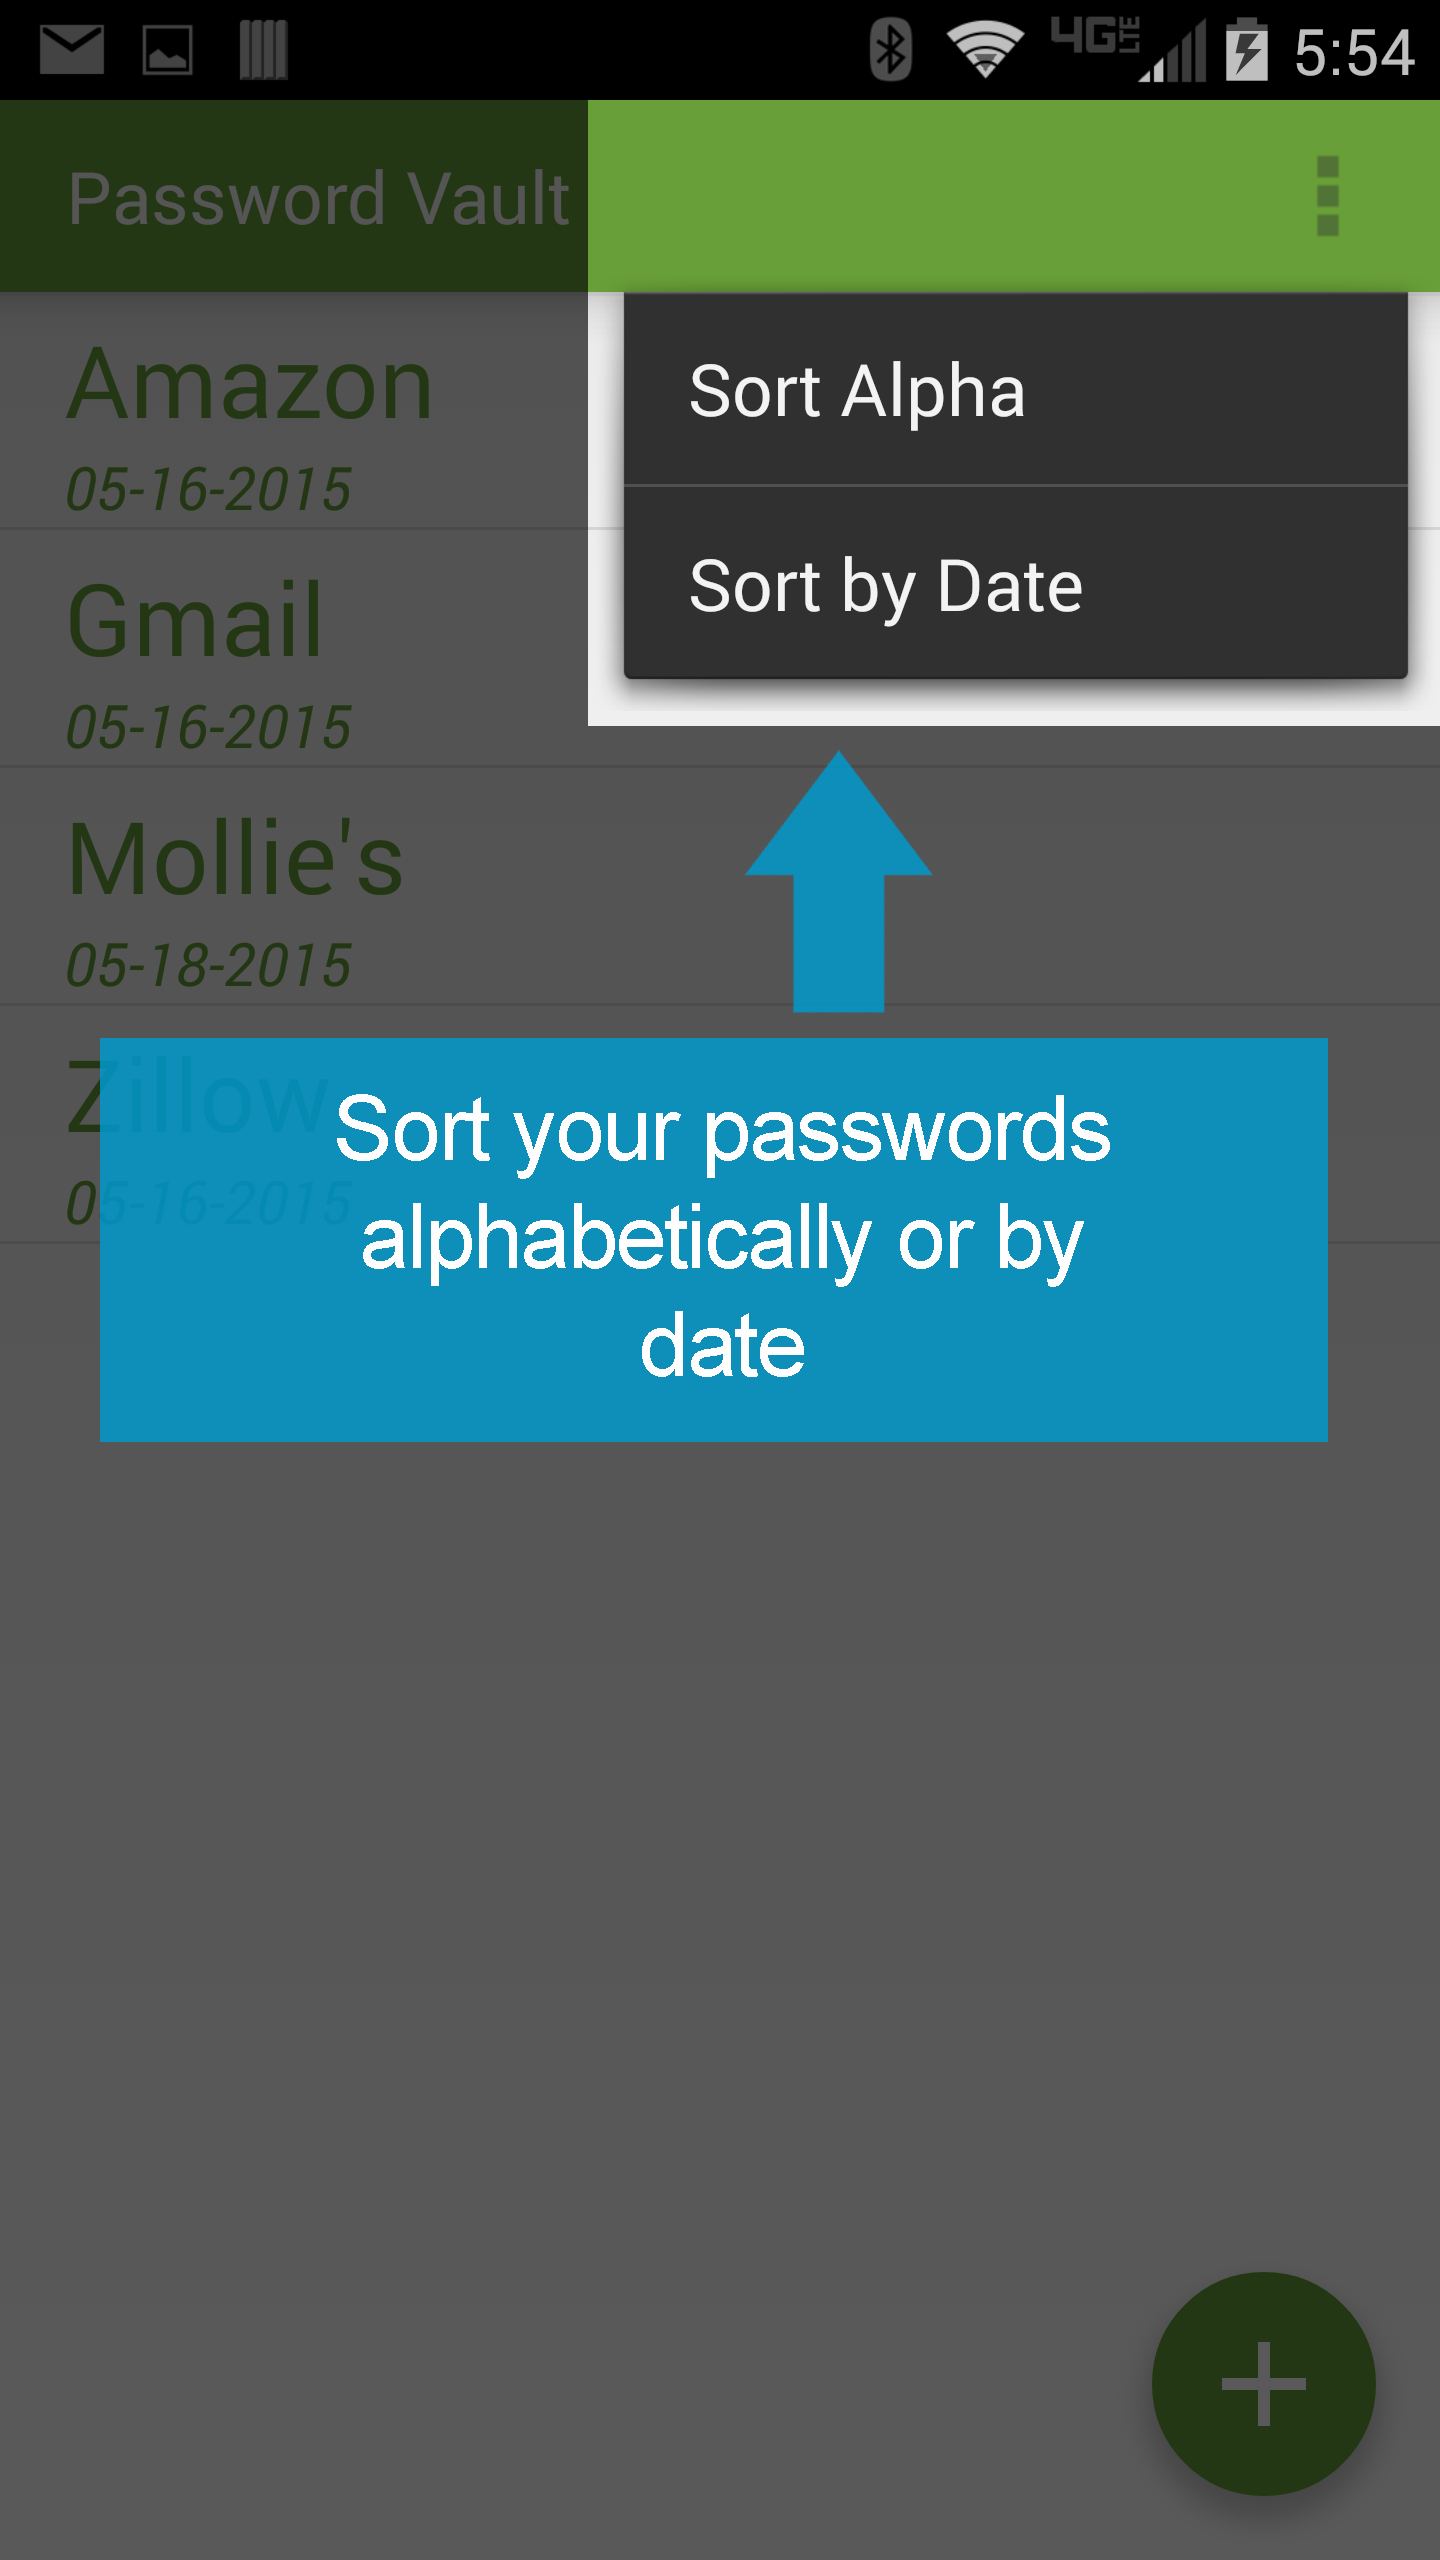 4G LTE 5:54
Password Vault
Sort Alpha
Sort by Date
Amazon
05-16-2015
Gmail
05-16-2015
Mollie's
05-18-2015
Zillow
05-16-2015
Sort your passwords
alphabetically or by
date